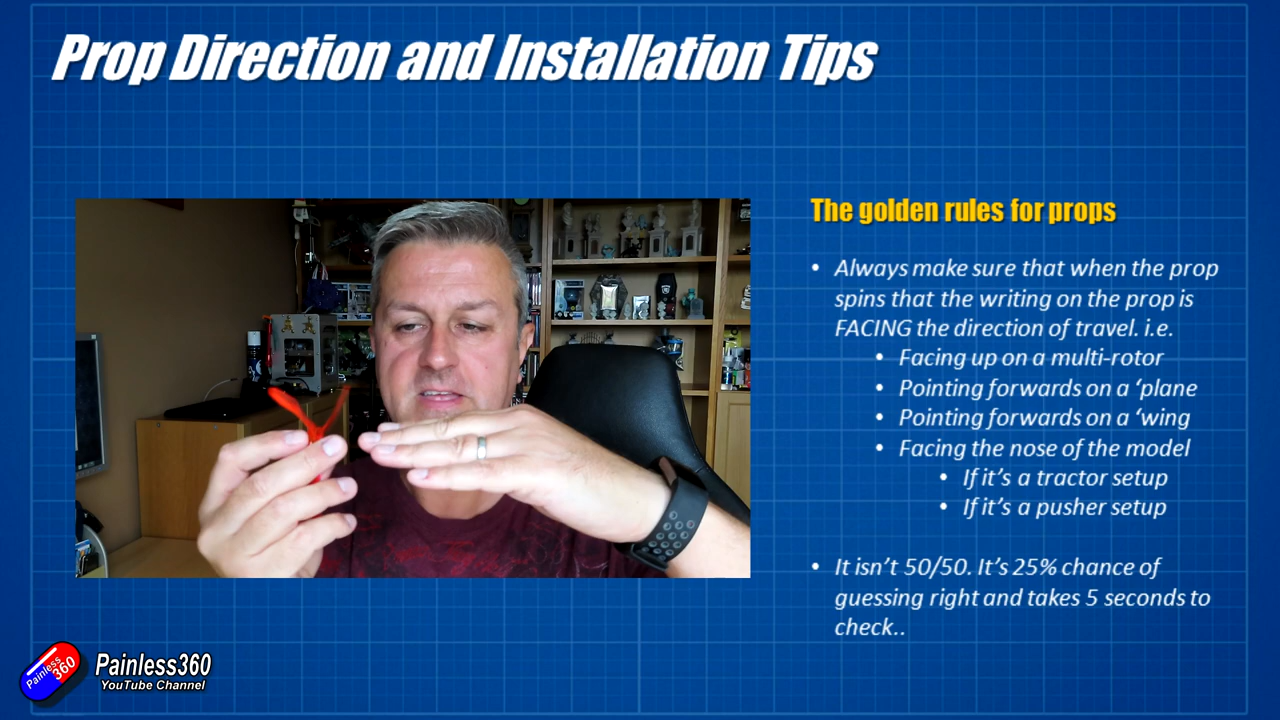 Prop Direction and Installation Tips
The golden rules for props
• Always make sure that when the prop
spins that the writing on the prop is
FACING the direction of travel. i.e.
• Facing up on a multi-rotor
• Pointing forwards on a ‘plane
• Pointing forwards on a ‘wing
• Facing the nose of the model
• If it’s a tractor setup
• If it’s a pusher setup
• It isn’t 50/50. It’s 25% chance of
guessing right and takes 5 seconds to
check..
Painless
360
Painless360
YouTube Channel